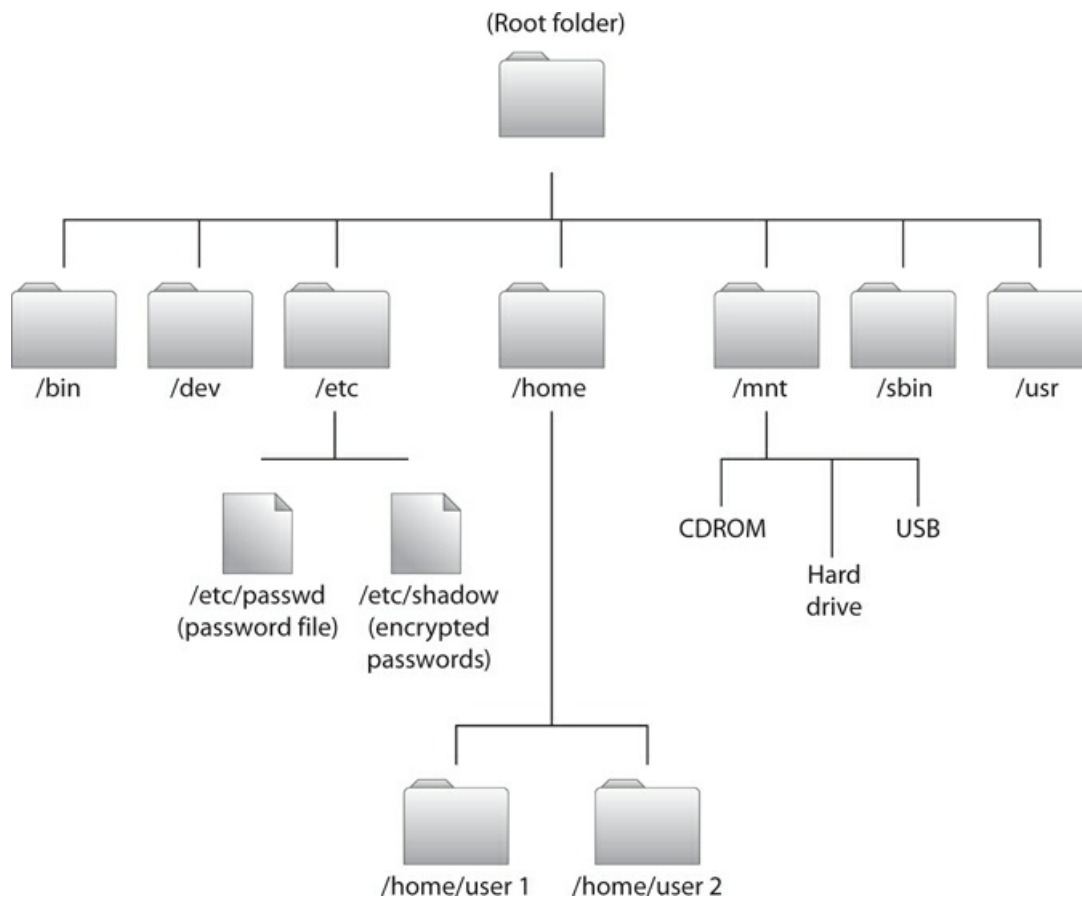 (Root folder)
/bin
/dev
/etc
/home
/mnt
/sbin
/usr
CDROM
USB
Hard
drive
/etc/passwd
(password file)
/etc/shadow
(encrypted
passwords)
/home/user 1
/home/user 2